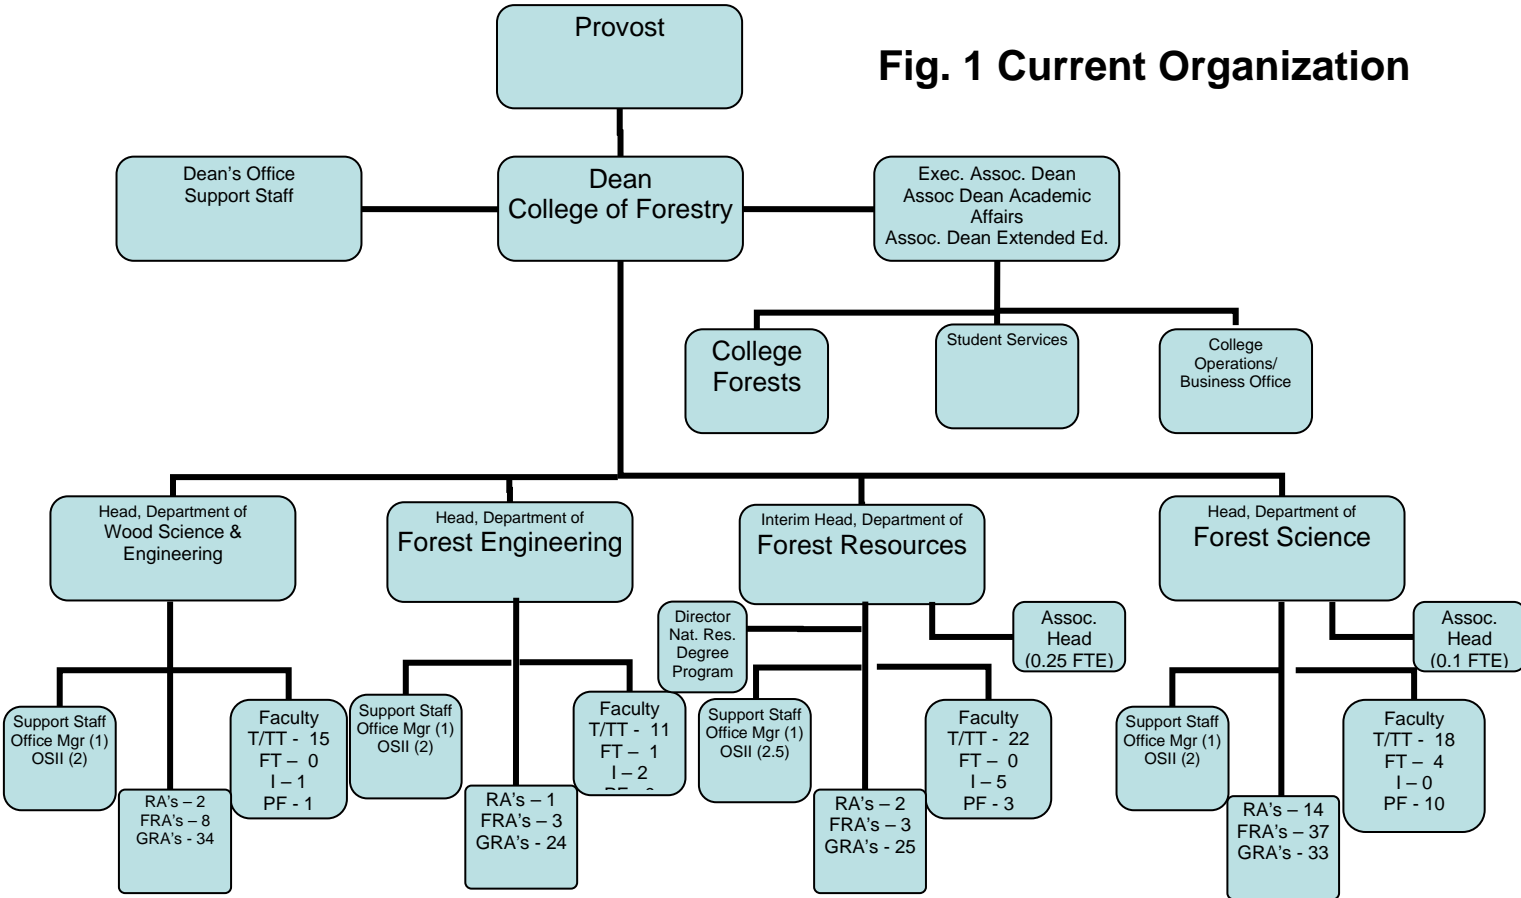 Provost
Fig. 1 Current Organization
Dean's Office
Support Staff
Dean
College of Forestry
Exec. Assoc. Dean
Assoc Dean Academic
Affairs
Assoc. Dean Extended Ed.
College
Forests
Student Services
College
Operations/
Business Office
Head, Department of
Wood Science &
Engineering
Head, Department of
Forest Engineering
Interim Head, Department of
Forest Resources
Head, Department of
Forest Science
Director
Nat. Res.
Degree
Program
Assoc.
Head
(0.25 FTE)
Assoc.
Head
(0.1 FTE)
Support Staff
Office Mgr (1)
OSII (2)
Faculty
T/TT - 15
FT – 0
I – 1
PF - 1
RA's – 2
FRA's – 8
GRA's - 34
Support Staff
Office Mgr (1)
OSII (2)
Faculty
T/TT - 11
FT – 1
I – 2
RA's – 1
FRA's – 3
GRA's - 24
Support Staff
Office Mgr (1)
OSII (2.5)
Faculty
T/TT - 22
FT – 0
I – 5
PF - 3
RA's – 2
FRA's – 3
GRA's - 25
Support Staff
Office Mgr (1)
OSII (2)
Faculty
T/TT - 18
FT – 4
I – 0
PF - 10
RA's – 14
FRA's – 37
GRA's - 33